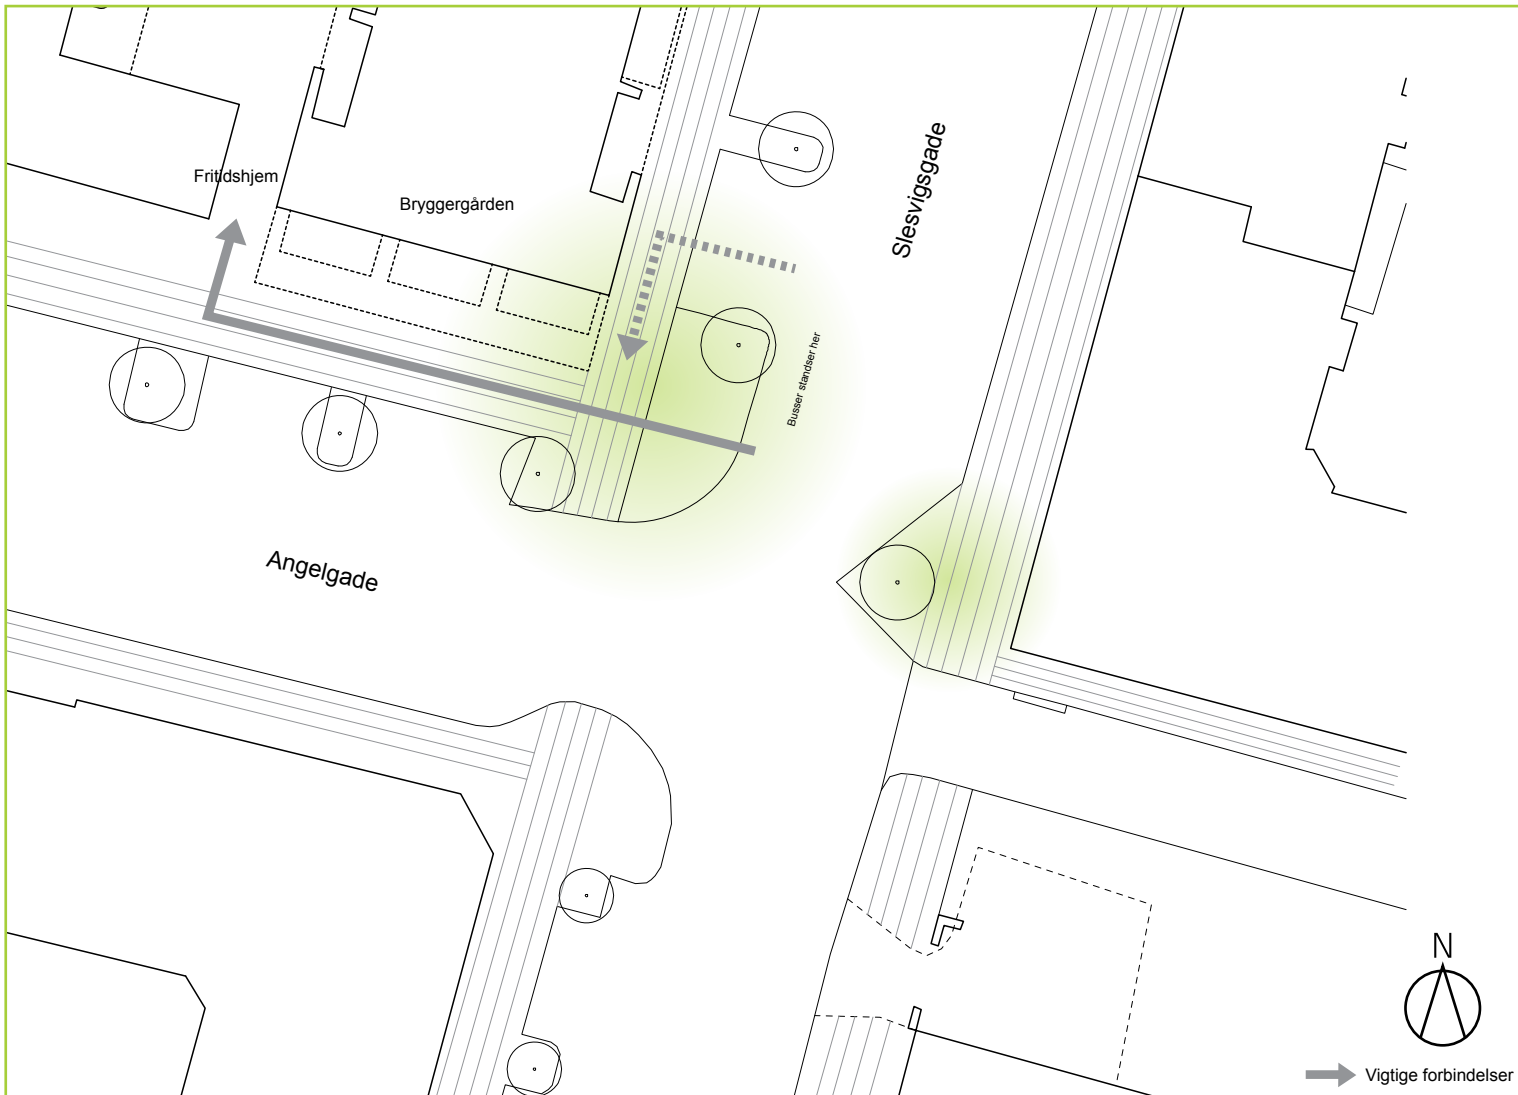 Slesvigsgade
Fritidshjem
Bryggergården
Busser standser her
Angelgade
N
Vigtige forbindelser